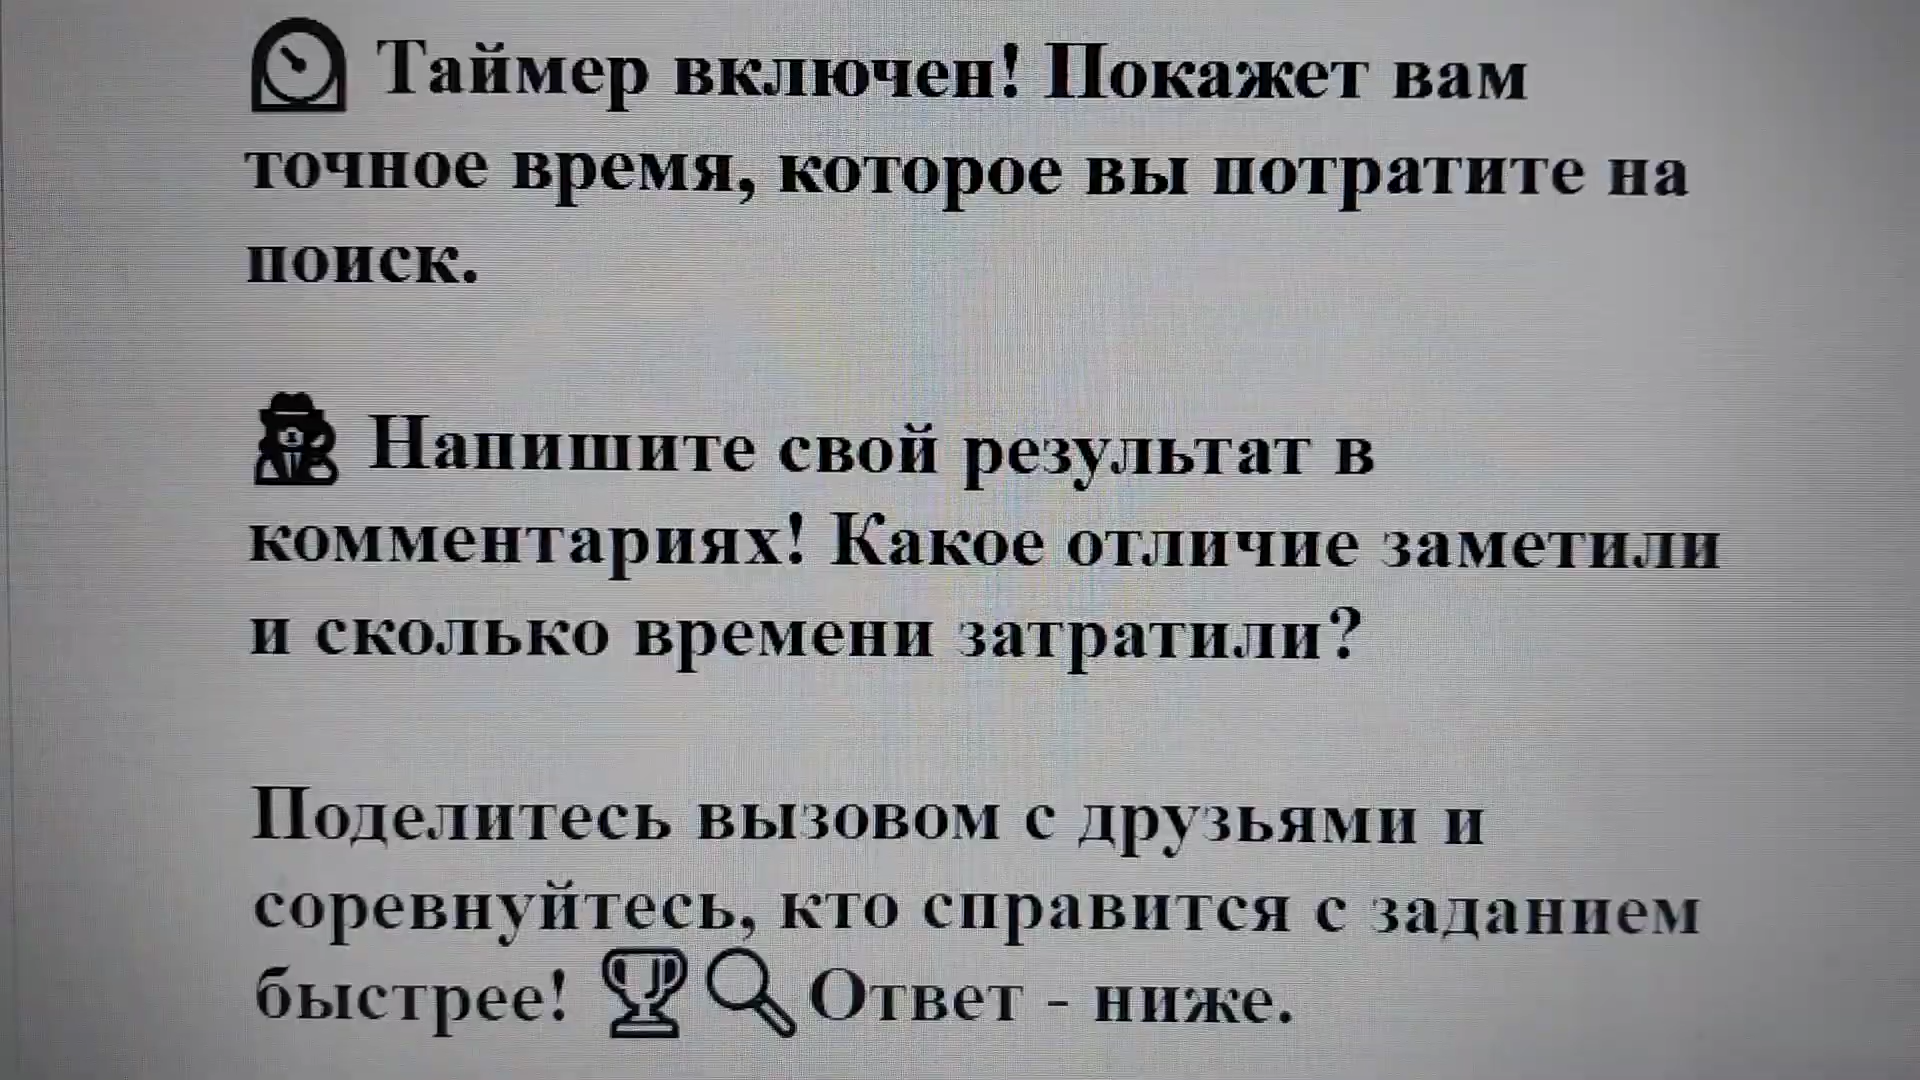 Таймер включен! Покажет вам
точное время, которое вы потратите на
поиск.
Напишите свой результат в
комментариях! Какое отличие заметили
и сколько времени затратили?
Поделитесь вызовом с друзьями и
соревнуйтесь, кто справится с заданием
быстрее! Ответ - ниже.